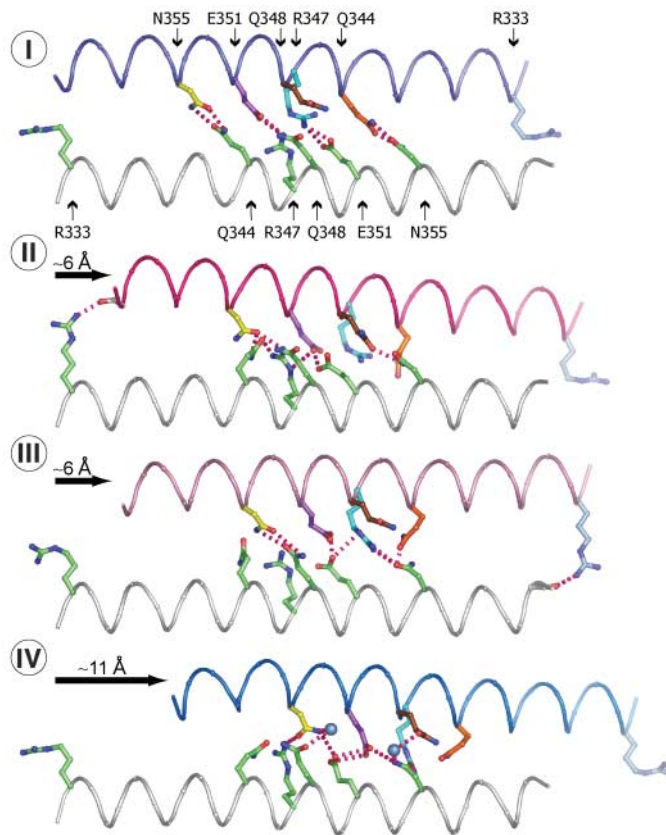 N355 E351 Q348 R347 Q344 R333
I
R333 Q344 R347 Q348 E351 N355
II
~6 Å
III
~6 Å
IV
~11 Å